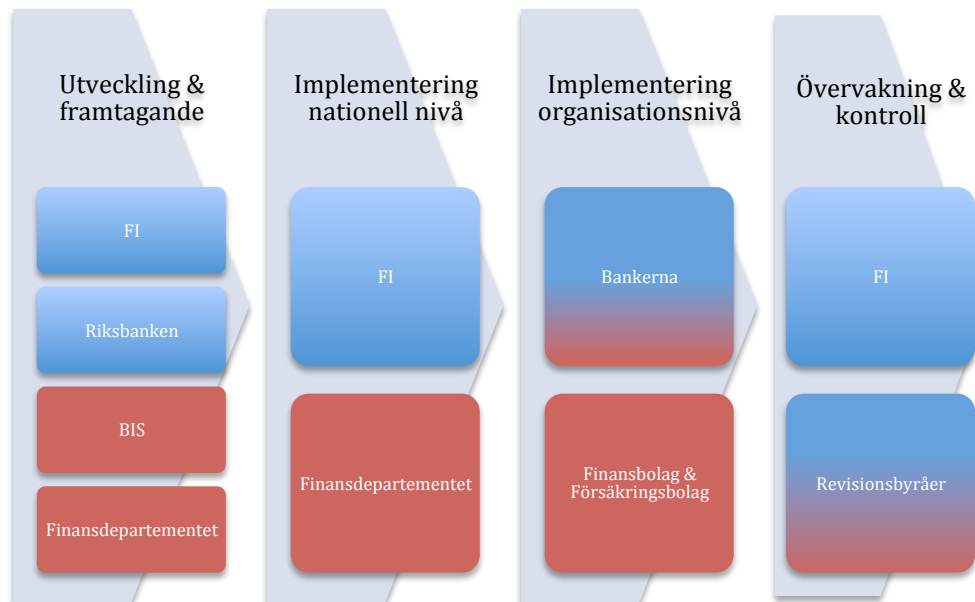 Utveckling &
framtagande
FI
Riksbanken
BIS
Finansdepartementet
Implementering
nationell nivå
FI
Finansdepartementet
Implementering
organisationsnivå
Bankerna
Finansbolag &
Försäkringsbolag
Övervakning &
kontroll
FI
Revisionsbyråer